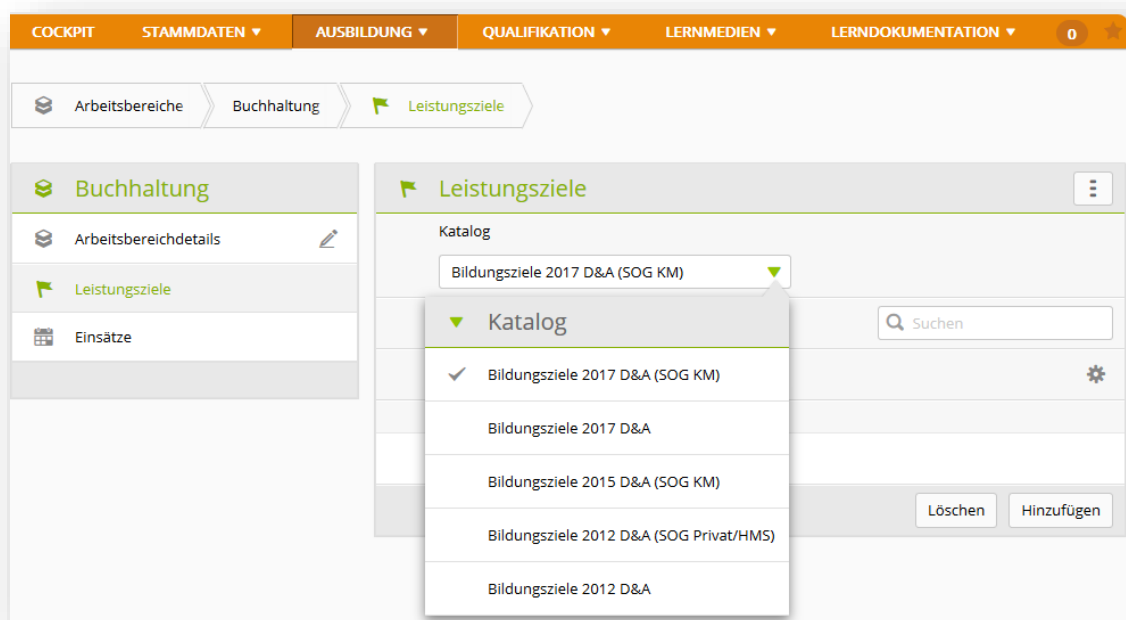 COCKPIT STAMMDATEN ▼ AUSBILDUNG ▼ QUALIFIKATION ▼ LERNMEDIEN ▼ LERNDOKUMENTATION ▼ 0
Arbeitsbereiche Buchhaltung Leistungsziele
Buchhaltung
Arbeitsbereichdetails
Leistungsziele
Einsätze
Leistungsziele
Katalog
Bildungsziele 2017 D&A (SOG KM)
Katalog
Bildungsziele 2017 D&A (SOG KM)
Bildungsziele 2017 D&A
Bildungsziele 2015 D&A (SOG KM)
Bildungsziele 2012 D&A (SOG Privat/HMS)
Bildungsziele 2012 D&A
Suchen
Löschen Hinzufügen